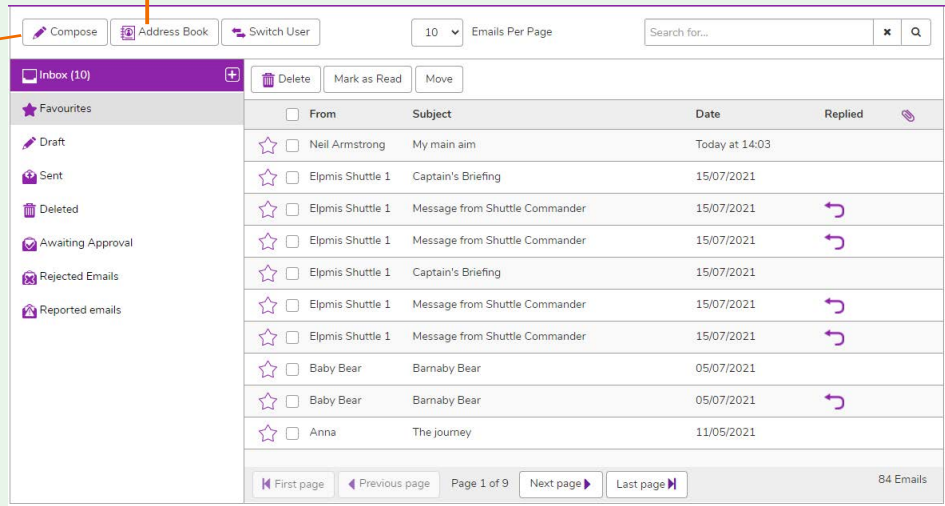 Compose Address Book Switch User 10 Emails Per Page Search for...
Inbox (10)
Delete Mark as Read Move
Favourites
From Subject Date Replied
Draft
Neil Armstrong My main aim Today at 14:03
Sent
Elpmis Shuttle 1 Captain's Briefing 15/07/2021
Deleted
Elpmis Shuttle 1 Message from Shuttle Commander 15/07/2021
Awaiting Approval
Elpmis Shuttle 1 Message from Shuttle Commander 15/07/2021
Rejected Emails
Elpmis Shuttle 1 Captain's Briefing 15/07/2021
Reported emails
Elpmis Shuttle 1 Message from Shuttle Commander 15/07/2021
Elpmis Shuttle 1 Message from Shuttle Commander 15/07/2021
Baby Bear Barnaby Bear 05/07/2021
Baby Bear Barnaby Bear 05/07/2021
Anna The journey 11/05/2021
First page Previous page Page 1 of 9 Next page Last page 84 Emails